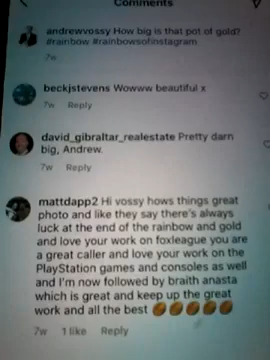 Comments
andrewvossy How big is that pot of gold?
#rainbow #rainbowsofinstagram
7w
beckjstevens Wowww beautiful x
7w Reply
david_gibraltar_realestate Pretty darn
big, Andrew.
7w Reply
mattdapp2 Hi vossy hows things great
photo and like they say there's always
luck at the end of the rainbow and gold
and love your work on foxleague you are
a great caller and love your work on the
PlayStation games and consoles as well
and I'm now followed by braith anasta
which is great and keep up the great
work and all the best 🏉🏉🏉🏉🏉
7w 1 like Reply